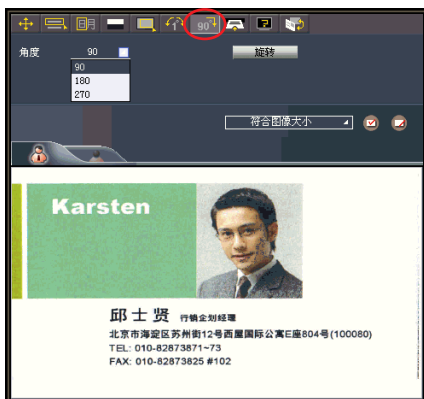 90
角度 90 旋转
90
180
270
符合图像大小
Karsten
邱士贤 行销企划经理
北京市海淀区苏州街12号西屋国际公寓E座804号(100080)
TEL: 010-82873871~73
FAX: 010-82873825 #102